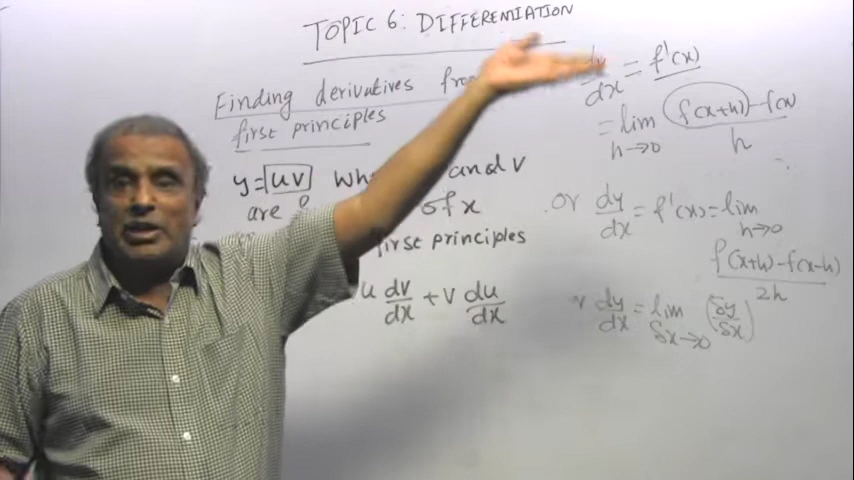 TOPIC 6: DIFFERENTIATION
Finding derivatives
first principles
y=uv and v
are of x
first principles
u dv/dx + v du/dx
dy/dx = f'(x)
= lim h→0 (f(x+h)-f(x))/h
or dy/dx = f'(x) = lim h→0
(f(x+h)-f(x-h))/2h
dy/dx = lim δx→0 (δy/δx)